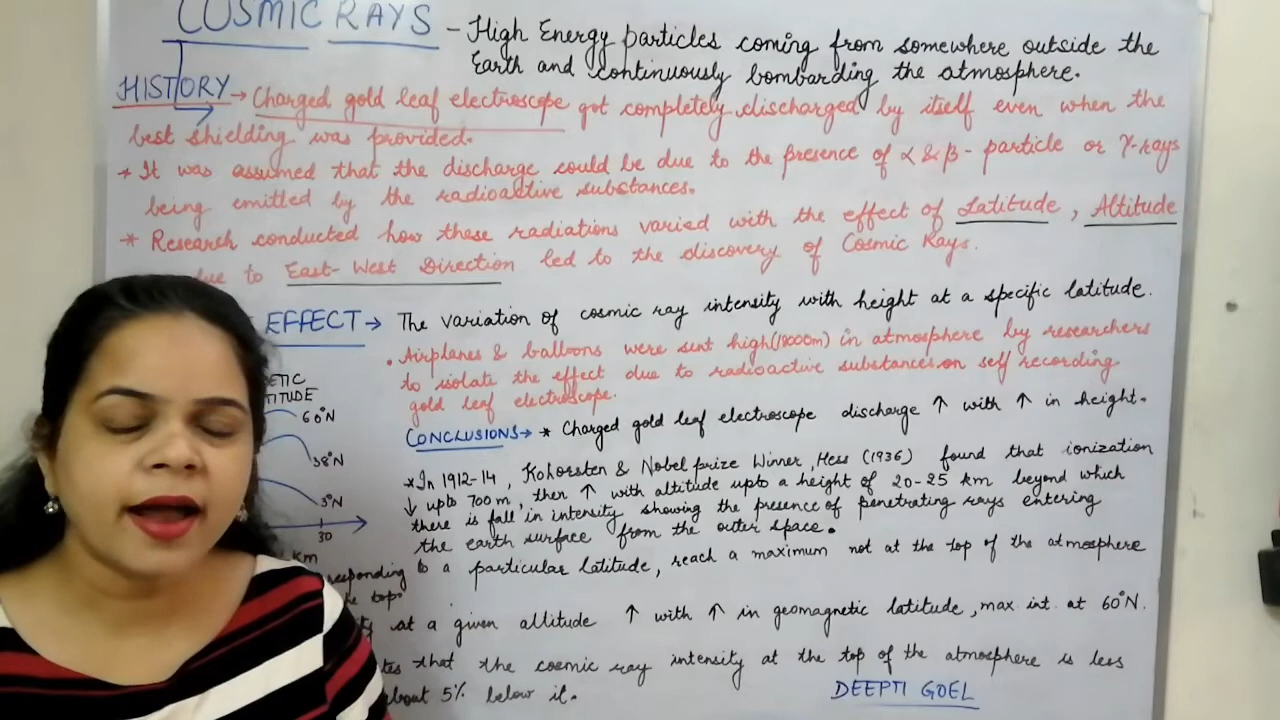 COSMIC RAYS - High Energy particles coming from somewhere outside the
Earth and continuously bombarding the atmosphere.
HISTORY → Charged gold leaf electroscope got completely discharged by itself even when the
best shielding was provided.
* It was assumed that the discharge could be due to the presence of α & β- particle or γ-rays
being emitted by the radioactive substances.
* Research conducted how these radiations varied with the effect of Latitude, Altitude
due to East-West Direction led to the discovery of Cosmic Rays.
EFFECT → The variation of cosmic ray intensity with height at a specific latitude.
• Airplanes & balloons were sent high(18000m) in atmosphere by researchers
to isolate the effect due to radioactive substances on self recording
gold leaf electroscope.
60°N
38°N
3°N
30
km
CONCLUSIONS → * Charged gold leaf electroscope discharge ↑ with ↑ in height.
* In 1912-14, Kohorsten & Nobel prize Winner, Hess (1936) found that ionization
↓ upto 700 m, then ↑ with altitude upto a height of 20-25 km beyond which
there is fall in intensity showing the presence of penetrating rays entering
the earth surface from the outer space.
to a particular latitude, reach a maximum not at the top of the atmosphere
top.
at a given altitude ↑ with ↑ in geomagnetic latitude, max int. at 60°N.
that the cosmic ray intensity at the top of the atmosphere is less
about 5% below it.
DEEPTI GOEL